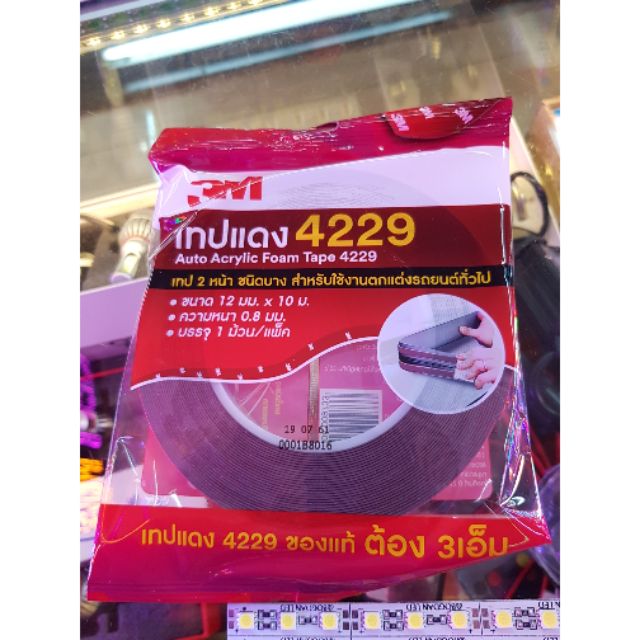 3M
3M
เทปแดง 4229
Auto Acrylic Foam Tape 4229
เทป 2 หน้า ชนิดบาง สำหรับใช้งานตกแต่งรถยนต์ทั่วไป
• ขนาด 12 มม. x 10 ม.
• ความหนา 0.8 มม.
• บรรจุ 1 ม้วน/แพ็ค
19 07 61
0001B8016
เทปแดง 4229 ของแท้ ต้อง 3เอ็ม